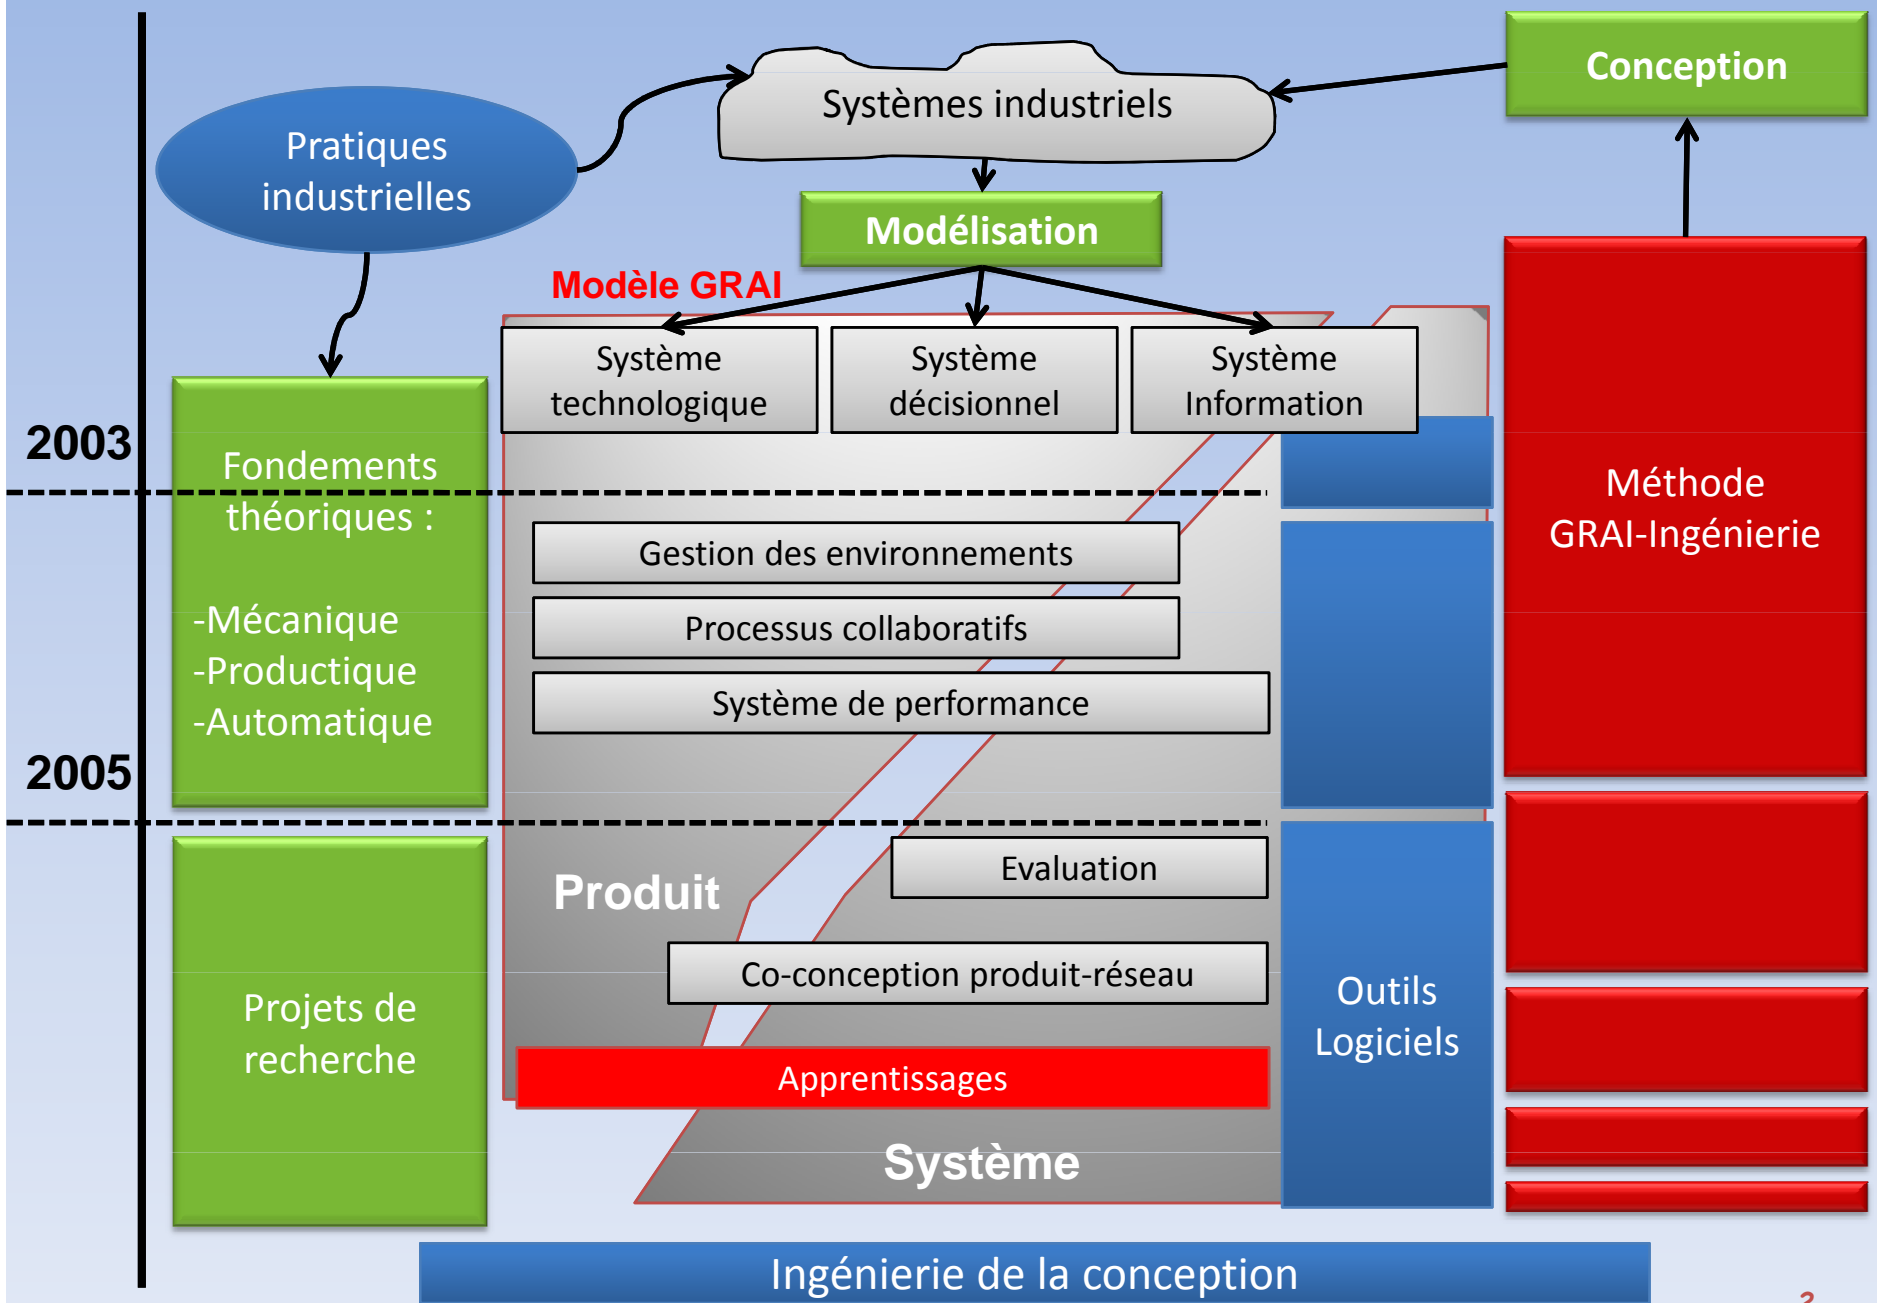 Conception
Systèmes industriels
Pratiques
industrielles
Modélisation
Modèle GRAI
Système
technologique
Système
décisionnel
Système
Information
2003
Fondements
théoriques :
-Mécanique
-Productique
-Automatique
Méthode
GRAI-Ingénierie
Gestion des environnements
Processus collaboratifs
Système de performance
2005
Evaluation
Produit
Co-conception produit-réseau
Outils
Logiciels
Projets de
recherche
Apprentissages
Système
Ingénierie de la conception